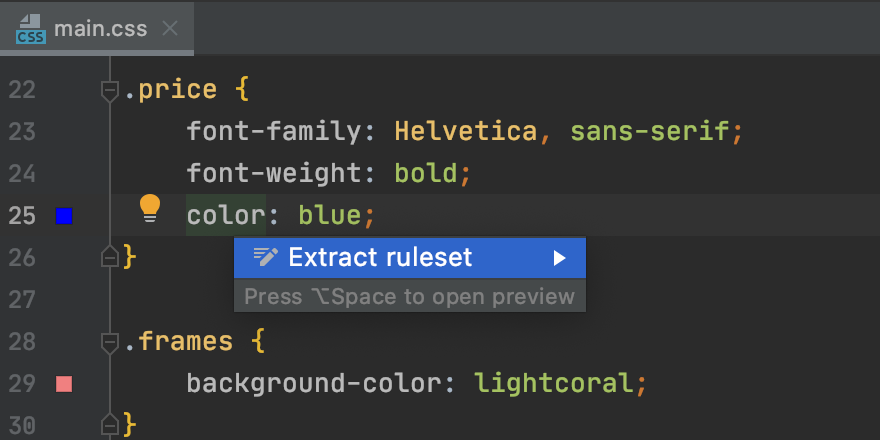 CSS main.css
22 .price {
23 font-family: Helvetica, sans-serif;
24 font-weight: bold;
25 color: blue;
26 }
Extract ruleset
Press ⌥Space to open preview
27
28 .frames {
29 background-color: lightcoral;
30 }